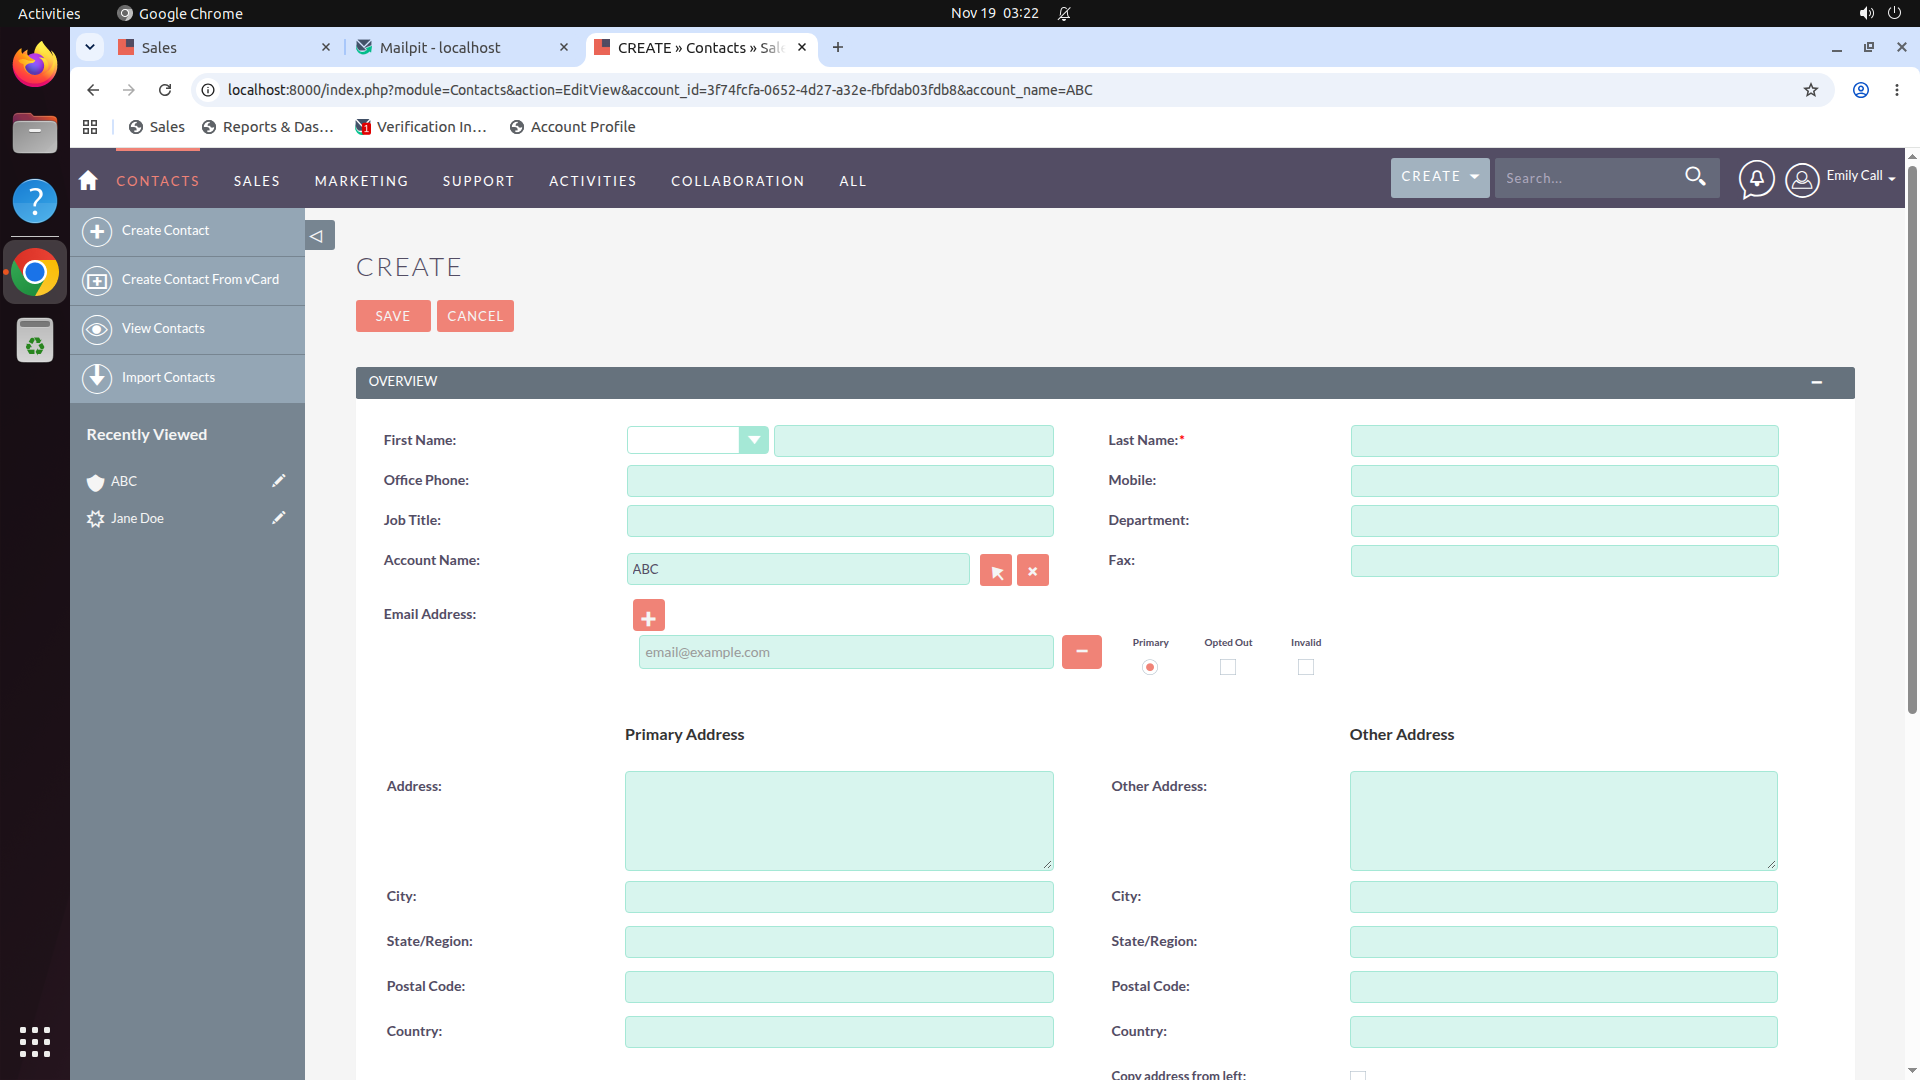 Activities
Google Chrome
Nov 19 03:22
Sales
Mailpit - localhost
CREATE » Contacts » Sal
localhost:8000/index.php?module=Contacts&action=EditView&account_id=3f74fcfa-0652-4d27-a32e-fbfdab03fdb8&account_name=ABC
Sales
Reports & Das...
1
Verification In...
Account Profile
CONTACTS
SALES
MARKETING
SUPPORT
ACTIVITIES
COLLABORATION
ALL
CREATE
Search...
Emily Call
Create Contact
Create Contact From vCard
View Contacts
Import Contacts
Recently Viewed
ABC
Jane Doe
CREATE
SAVE
CANCEL
OVERVIEW
First Name:
Last Name:*
Office Phone:
Mobile:
Job Title:
Department:
Account Name:
ABC
Fax:
Email Address:
email@example.com
Primary
Opted Out
Invalid
Primary Address
Other Address
Address:
Other Address:
City:
City:
State/Region:
State/Region:
Postal Code:
Postal Code:
Country:
Country:
Copy address from left: